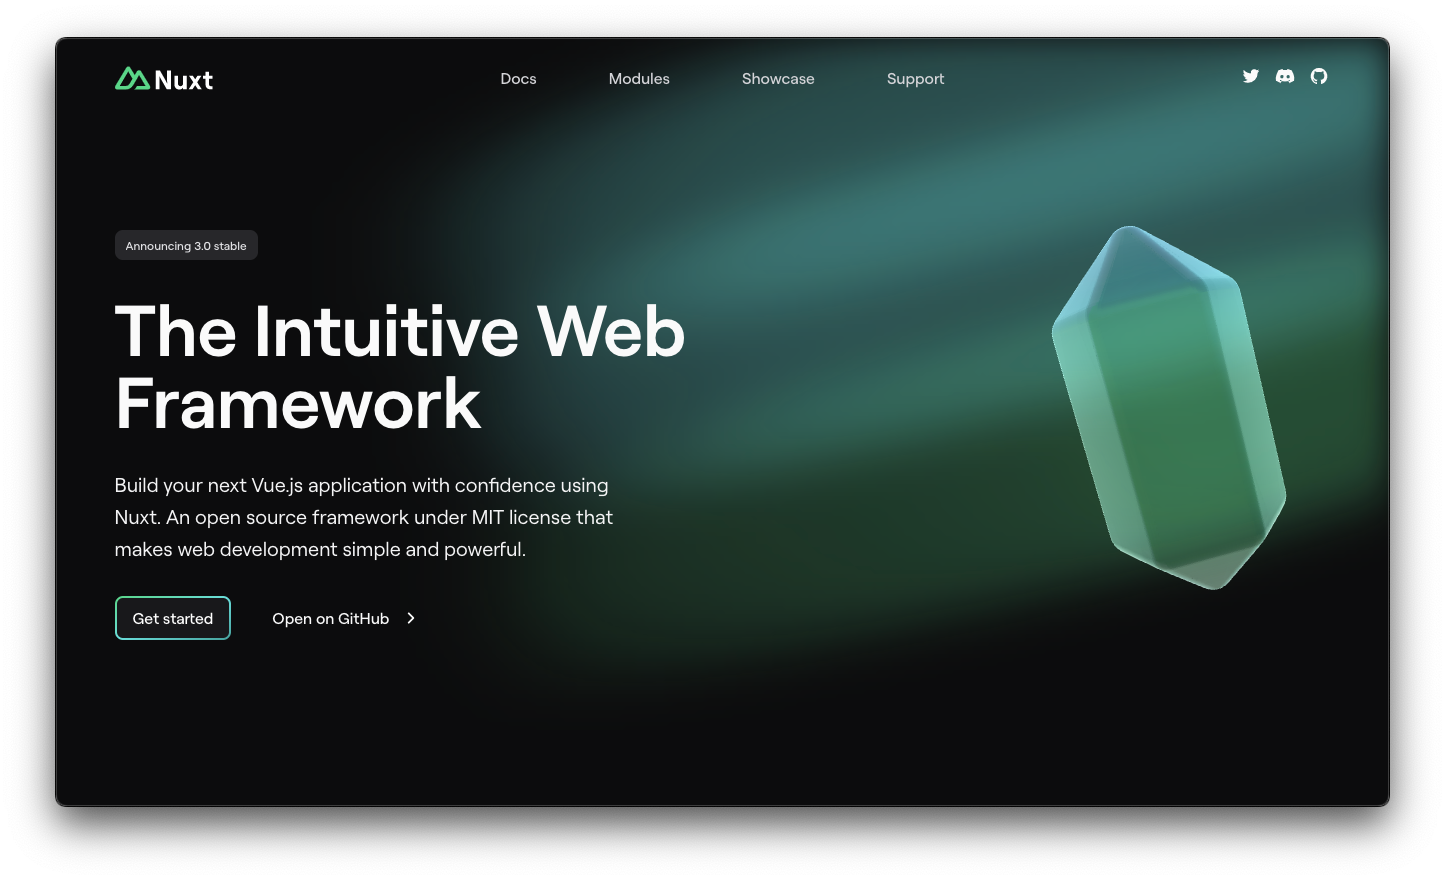 Nuxt
Docs
Modules
Showcase
Support
Announcing 3.0 stable
The Intuitive Web
Framework
Build your next Vue.js application with confidence using
Nuxt. An open source framework under MIT license that
makes web development simple and powerful.
Get started
Open on GitHub